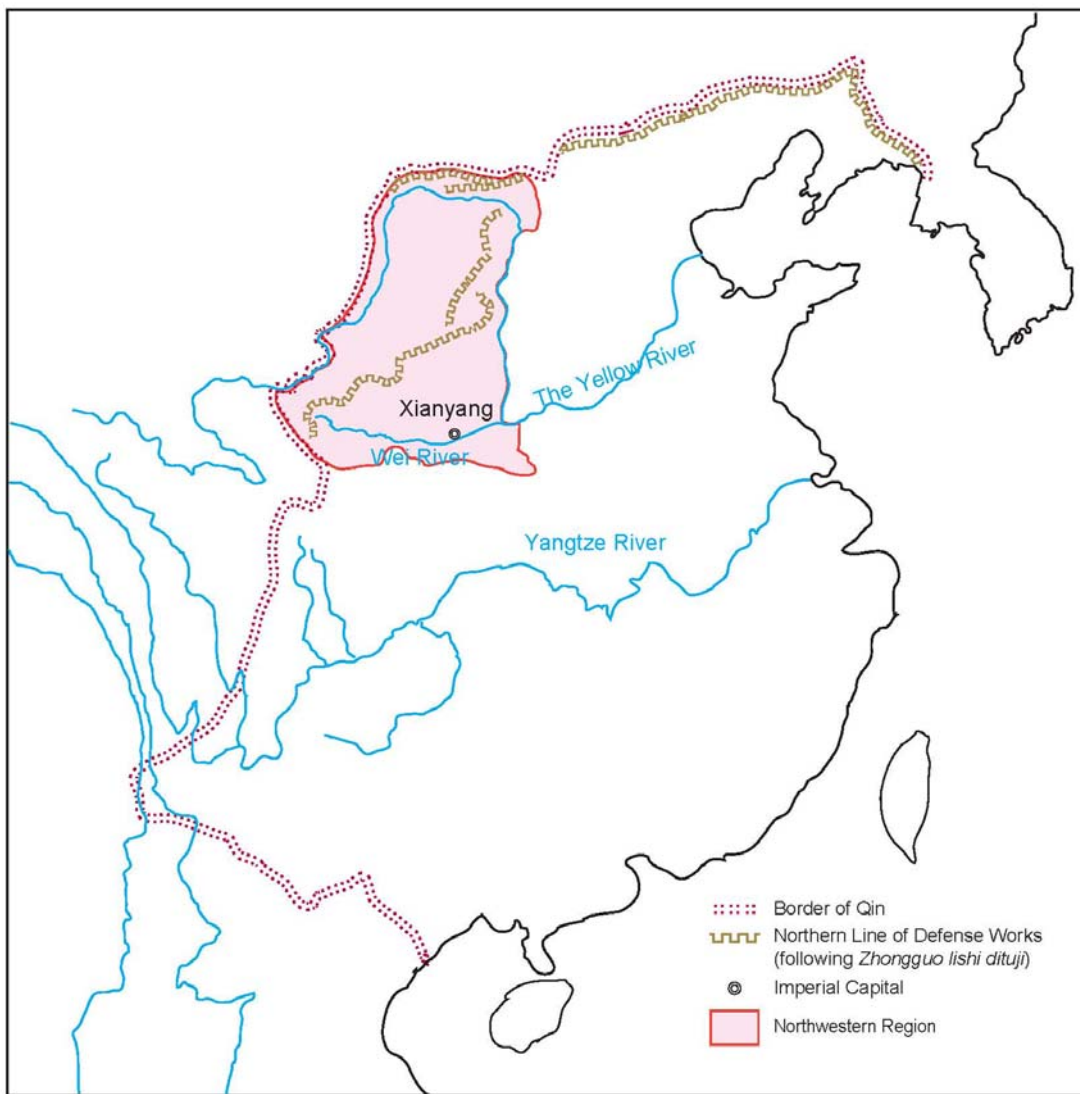 Xianyang
The Yellow River
Wei River
Yangtze River
Border of Qin
Northern Line of Defense Works
(following Zhongguo lishi dituji)
Imperial Capital
Northwestern Region